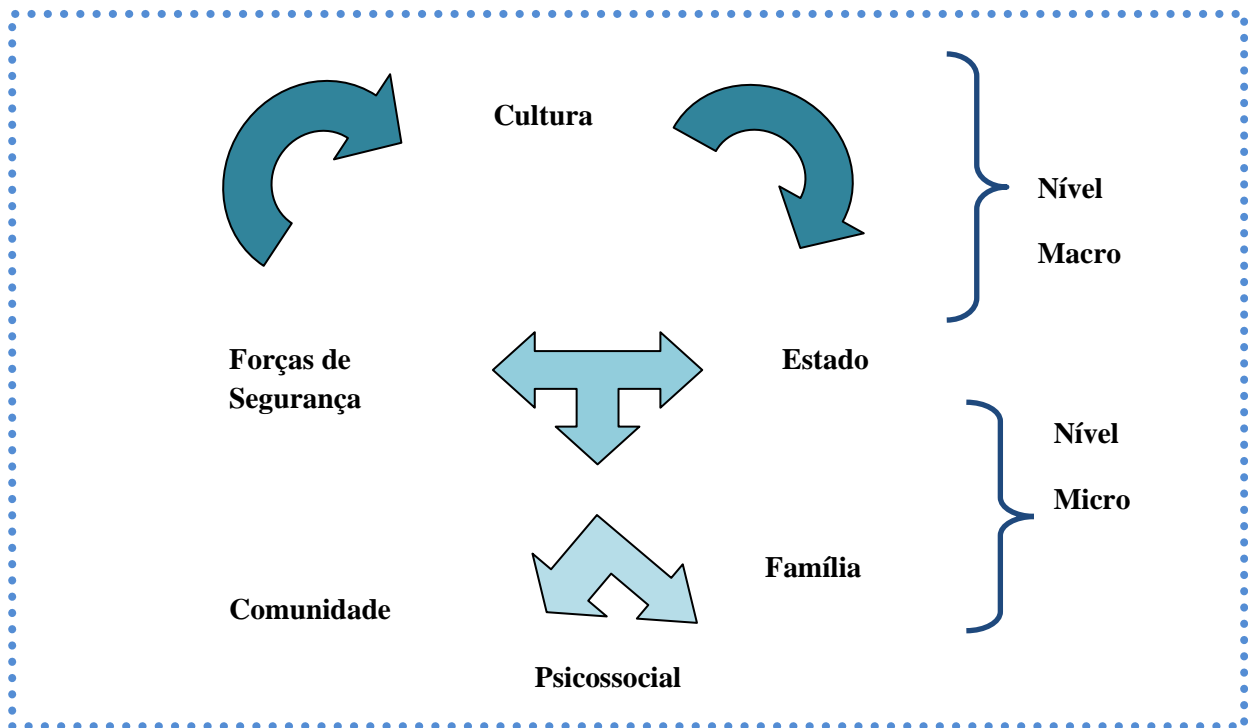 Cultura
Nível
Macro
Forças de
Segurança
Estado
Nível
Micro
Família
Comunidade
Psicossocial